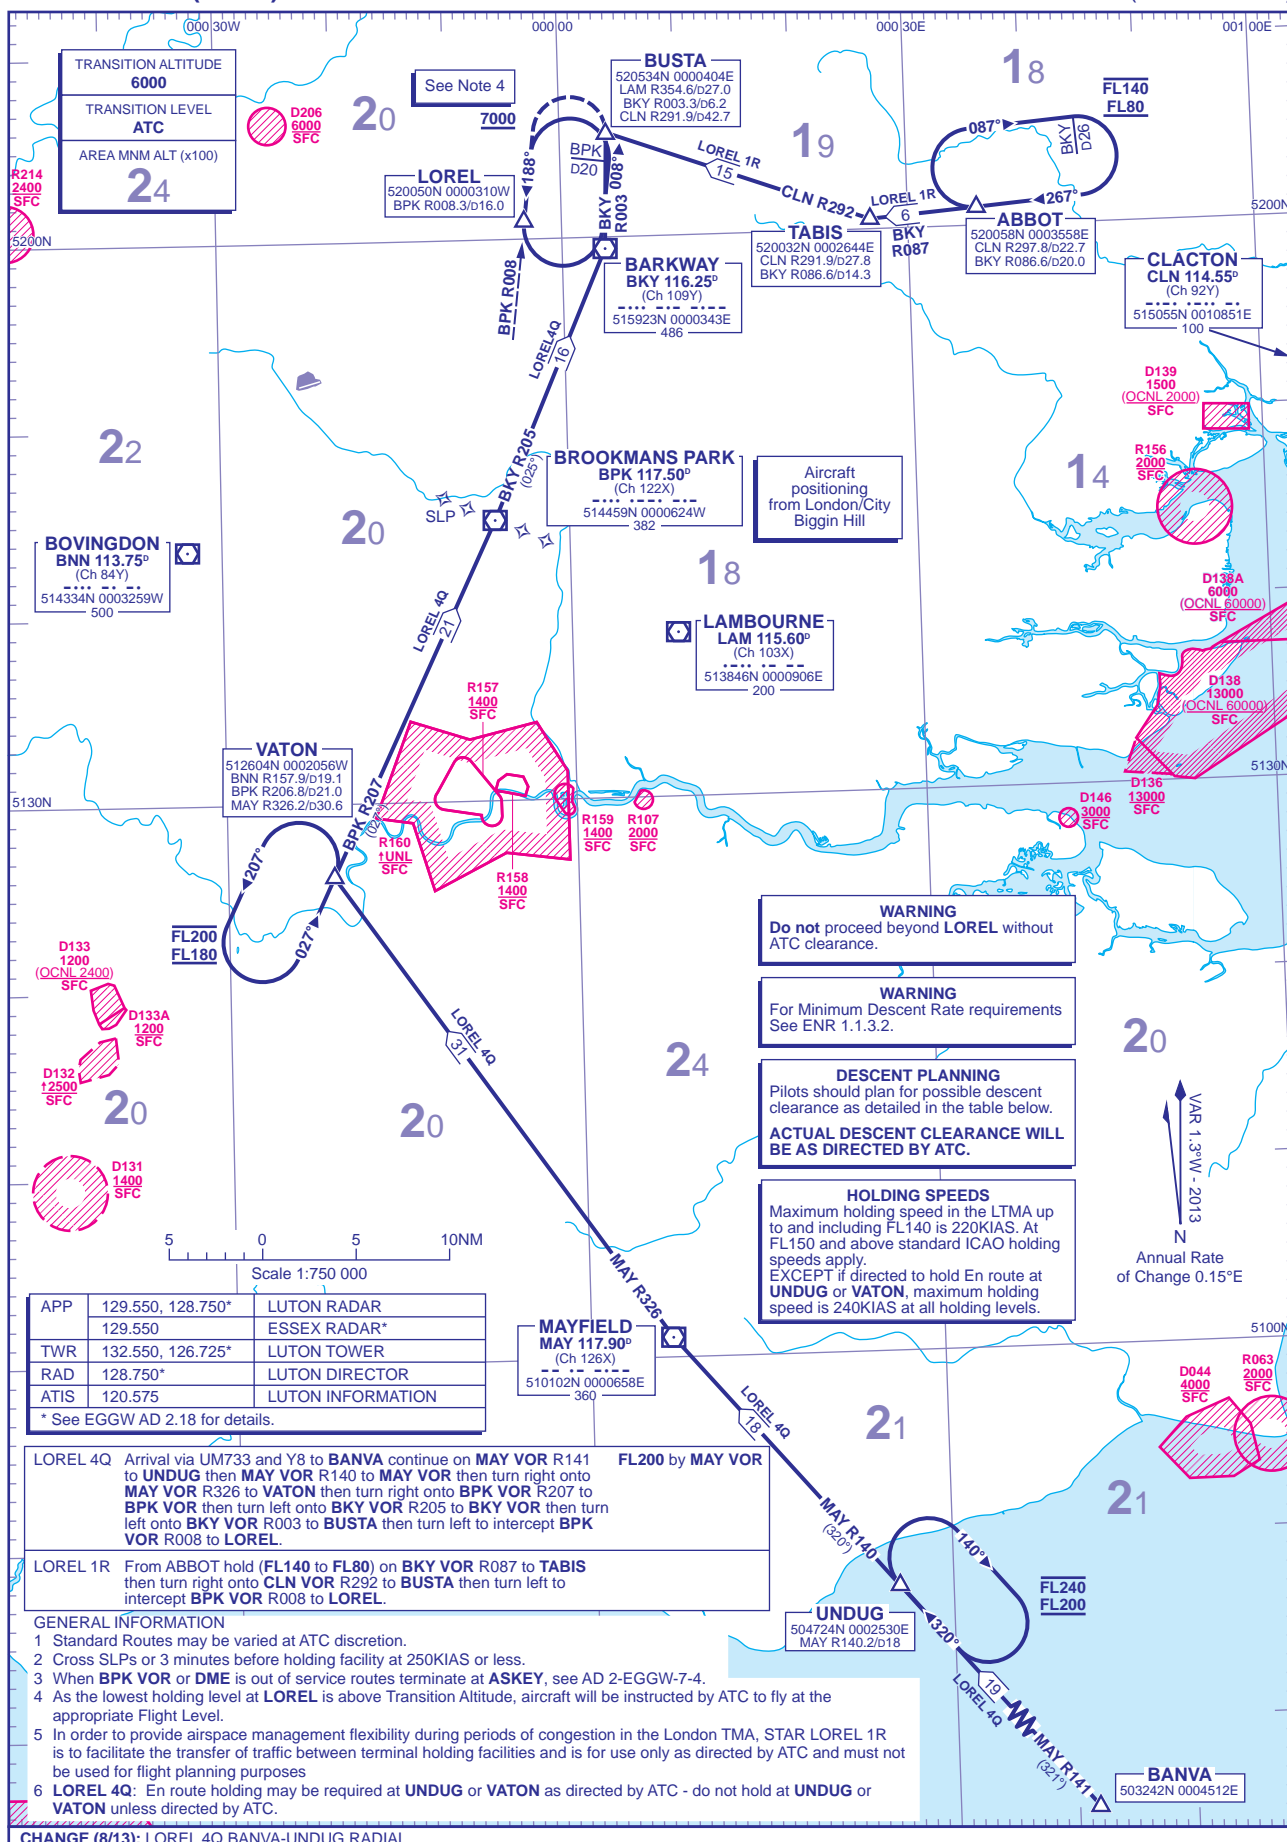 000 30W
000 00E
000 30E
001 00E
TRANSITION ALTITUDE
6000
TRANSITION LEVEL
ATC
AREA MNM ALT (x100)
24
D206
6000
SFC
20
See Note 4
7000
BUSTA
520534N 0000404E
LAM R354.6/D27.0
BKY R003.3/D6.2
CLN R291.9/D42.7
18
FL140
FL80
087°
BKY
D26
267°
19
R214
2400
SFC
LOREL
520050N 0000310W
BPK R008.3/D16.0
188°
BPK
D20
008°
BKY
R003
LOREL 1R
15
CLN R292
LOREL 1R
6
BKY
R087
TABIS
520032N 0002644E
CLN R291.9/D27.8
BKY R086.6/D14.3
ABBOT
520058N 0003558E
CLN R297.8/D22.7
BKY R086.6/D20.0
5200N
5200N
BPK R008
BARKWAY
BKY 116.25D
(Ch 109Y)
515923N 0000343E
486
CLACTON
CLN 114.55D
(Ch 92Y)
515055N 0010851E
100
LOREL4Q
16
D139
1500
(OCNL 2000)
SFC
22
BKY R205
(025°)
BROOKMANS PARK
BPK 117.50D
(Ch 122X)
514459N 0000624W
382
Aircraft
positioning
from London/City
Biggin Hill
14
R156
2000
SFC
SLP
20
BOVINGDON
BNN 113.75D
(Ch 84Y)
514334N 0003259W
500
18
D138A
6000
(OCNL 60000)
SFC
LOREL 4Q
21
LAMBOURNE
LAM 115.60D
(Ch 103X)
513846N 0000906E
200
D138
13000
(OCNL 60000)
SFC
R157
1400
SFC
VATON
512604N 0002056W
BNN R157.9/D19.1
BPK R206.8/D21.0
MAY R326.2/D30.6
5130N
5130N
BPK R207
(027°)
R160
↑UNL
SFC
R158
1400
SFC
R159
1400
SFC
R107
2000
SFC
D146
3000
SFC
D136
13000
SFC
207°
027°
FL200
FL180
D133
1200
(OCNL 2400)
SFC
D133A
1200
SFC
D132
↑2500
SFC
20
D131
1400
SFC
LOREL 4Q
31
20
24
20
WARNING
Do not proceed beyond LOREL without
ATC clearance.
WARNING
For Minimum Descent Rate requirements
See ENR 1.1.3.2.
DESCENT PLANNING
Pilots should plan for possible descent
clearance as detailed in the table below.
ACTUAL DESCENT CLEARANCE WILL
BE AS DIRECTED BY ATC.
HOLDING SPEEDS
Maximum holding speed in the LTMA up
to and including FL140 is 220KIAS. At
FL150 and above standard ICAO holding
speeds apply.
EXCEPT if directed to hold En route at
UNDUG or VATON, maximum holding
speed is 240KIAS at all holding levels.
VAR 1.3°W - 2013
N
Annual Rate
of Change 0.15°E
5 0 5 10NM
Scale 1:750 000
APP 129.550, 128.750* LUTON RADAR
129.550 ESSEX RADAR*
TWR 132.550, 126.725* LUTON TOWER
RAD 128.750* LUTON DIRECTOR
ATIS 120.575 LUTON INFORMATION
* See EGGW AD 2.18 for details.
MAY R326
MAYFIELD
MAY 117.90D
(Ch 126X)
510102N 0000658E
360
5100N
D044
4000
SFC
R063
2000
SFC
LOREL 4Q
18
21
21
LOREL 4Q Arrival via UM733 and Y8 to BANVA continue on MAY VOR R141 FL200 by MAY VOR
to UNDUG then MAY VOR R140 to MAY VOR then turn right onto
MAY VOR R326 to VATON then turn right onto BPK VOR R207 to
BPK VOR then turn left onto BKY VOR R205 to BKY VOR then turn
left onto BKY VOR R003 to BUSTA then turn left to intercept BPK
VOR R008 to LOREL.
LOREL 1R From ABBOT hold (FL140 to FL80) on BKY VOR R087 to TABIS
then turn right onto CLN VOR R292 to BUSTA then turn left to
intercept BPK VOR R008 to LOREL.
MAY R140
(320°)
140°
320°
FL240
FL200
UNDUG
504724N 0002530E
MAY R140.2/D18
LOREL 4Q
19
MAY R141
(321°)
BANVA
503242N 0004512E
GENERAL INFORMATION
1 Standard Routes may be varied at ATC discretion.
2 Cross SLPs or 3 minutes before holding facility at 250KIAS or less.
3 When BPK VOR or DME is out of service routes terminate at ASKEY, see AD 2-EGGW-7-4.
4 As the lowest holding level at LOREL is above Transition Altitude, aircraft will be instructed by ATC to fly at the
appropriate Flight Level.
5 In order to provide airspace management flexibility during periods of congestion in the London TMA, STAR LOREL 1R
is to facilitate the transfer of traffic between terminal holding facilities and is for use only as directed by ATC and must not
be used for flight planning purposes
6 LOREL 4Q: En route holding may be required at UNDUG or VATON as directed by ATC - do not hold at UNDUG or
VATON unless directed by ATC.
CHANGE (8/13): LOREL 4Q BANVA-UNDUG RADIAL